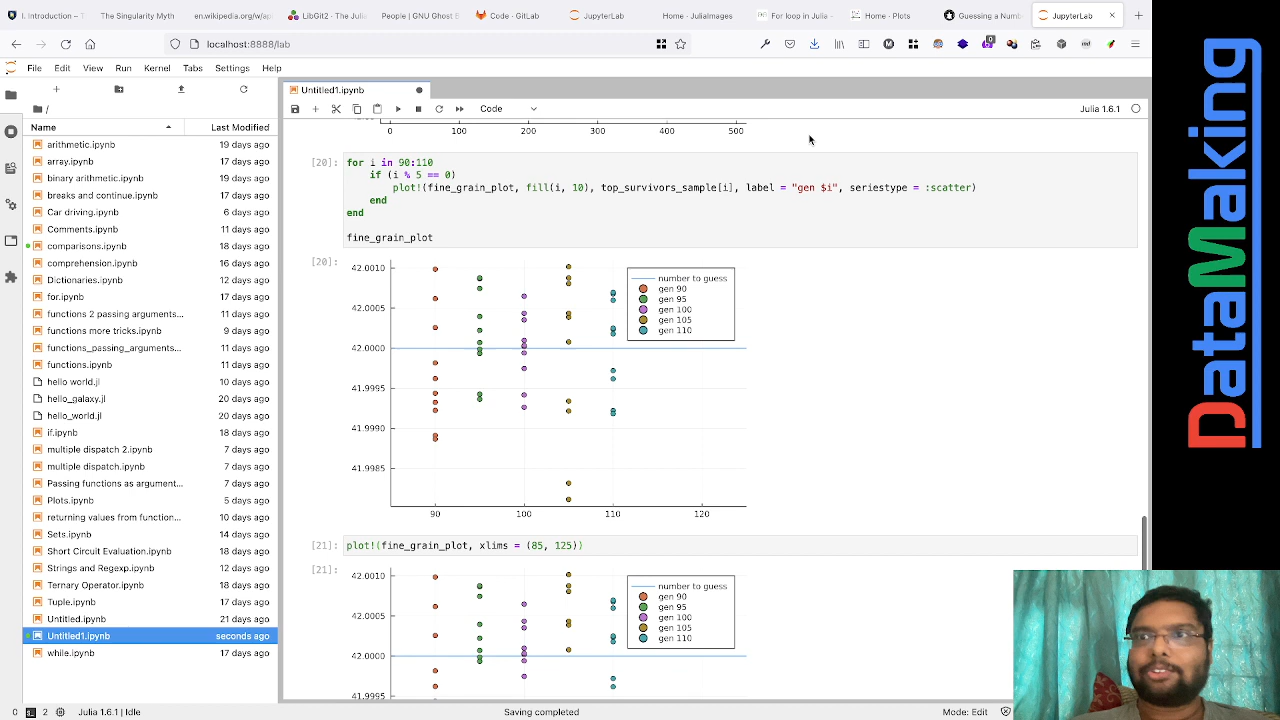 I. Introduction –
The Singularity Myth
en.wikipedia.org/w/api
LibGit2 · The Julia
People | GNU Ghost
Code · GitLab
JupyterLab
Home · JuliaImages
For loop in Julia -
Home · Plots
Guessing a Numb
JupyterLab
localhost:8888/lab
File Edit View Run Kernel Tabs Settings Help
Untitled1.ipynb
Code
Julia 1.6.1
/
Name Last Modified
arithmetic.ipynb 19 days ago
array.ipynb 17 days ago
binary arithmetic.ipynb 19 days ago
breaks and continue.ipynb 17 days ago
Car driving.ipynb 6 days ago
Comments.ipynb 11 days ago
comparisons.ipynb 18 days ago
comprehension.ipynb 16 days ago
Dictionaries.ipynb 12 days ago
for.ipynb 17 days ago
functions 2 passing arguments... 11 days ago
functions more tricks.ipynb 9 days ago
functions_passing_arguments... 11 days ago
functions.ipynb 14 days ago
hello world.jl 10 days ago
hello_galaxy.jl 20 days ago
hello_world.jl 20 days ago
if.ipynb 18 days ago
multiple dispatch 2.ipynb 7 days ago
multiple dispatch.ipynb 7 days ago
Passing functions as argument... 7 days ago
Plots.ipynb 5 days ago
returning values from function... 10 days ago
Sets.ipynb 14 days ago
Short Circuit Evaluation.ipynb 18 days ago
Strings and Regexp.ipynb 12 days ago
Ternary Operator.ipynb 18 days ago
Tuple.ipynb 17 days ago
Untitled.ipynb 21 days ago
Untitled1.ipynb seconds ago
while.ipynb 17 days ago
0 100 200 300 400 500
[20]:
for i in 90:110
if (i % 5 == 0)
plot!(fine_grain_plot, fill(i, 10), top_survivors_sample[i], label = "gen $i", seriestype = :scatter)
end
end
fine_grain_plot
[20]:
42.0010
42.0005
42.0000
41.9995
41.9990
41.9985
90 100 110 120
number to guess
gen 90
gen 95
gen 100
gen 105
gen 110
[21]:
plot!(fine_grain_plot, xlims = (85, 125))
[21]:
42.0010
42.0005
42.0000
41.9995
number to guess
gen 90
gen 95
gen 100
gen 105
gen 110
0 2 Julia 1.6.1 | Idle
Saving completed
Mode: Edit
DataMaking